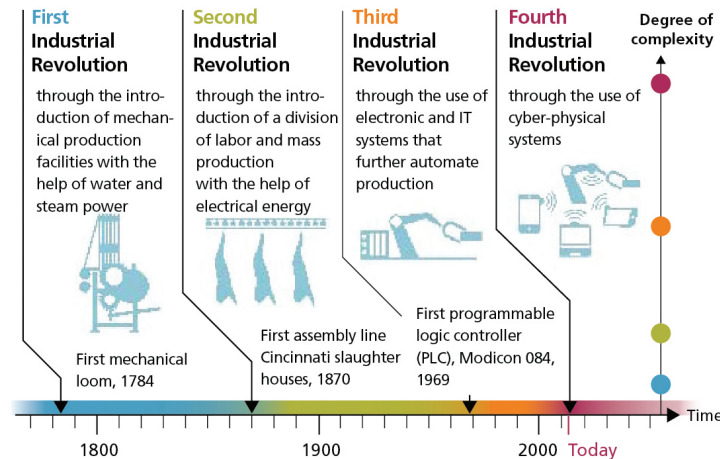 First
Industrial
Revolution
through the intro-
duction of mechan-
ical production
facilities with the
help of water and
steam power
Second
Industrial
Revolution
through the intro-
duction of a division
of labor and mass
production
with the help of
electrical energy
Third
Industrial
Revolution
through the use of
electronic and IT
systems that
further automate
production
Fourth
Industrial
Revolution
through the use of
cyber-physical
systems
Degree of
complexity
First mechanical
loom, 1784
First assembly line
Cincinnati slaughter
houses, 1870
First programmable
logic controller
(PLC), Modicon 084,
1969
Time
1800
1900
2000
Today